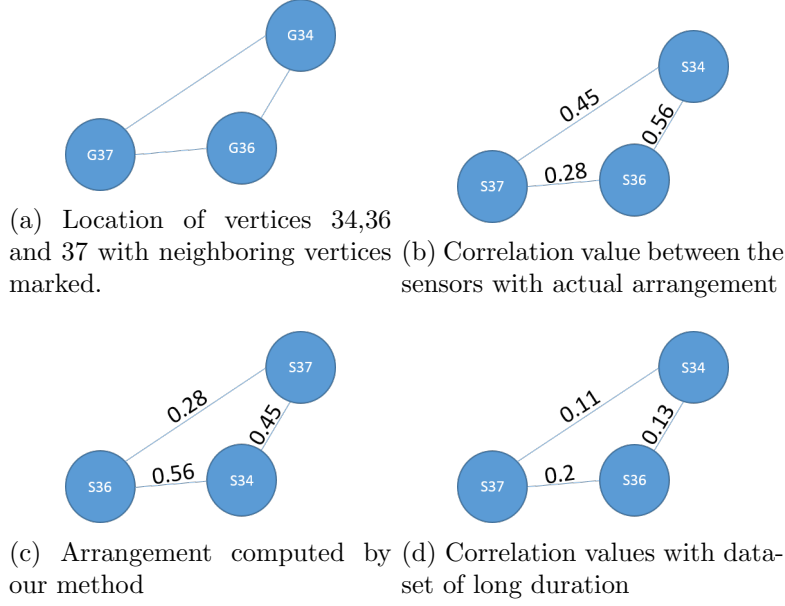 G34
G37
G36
(a) Location of vertices 34,36
and 37 with neighboring vertices
marked.
S34
0.45
0.56
0.28
S37
S36
(b) Correlation value between the
sensors with actual arrangement
S37
0.28
0.45
0.56
S36
S34
(c) Arrangement computed by
our method
S34
0.11
0.13
0.2
S37
S36
(d) Correlation values with data-
set of long duration